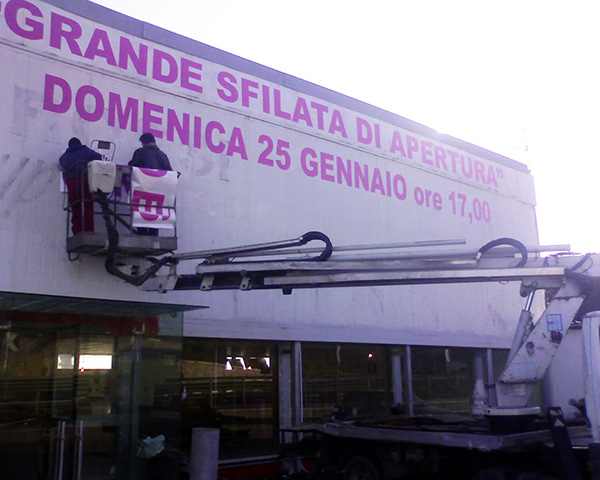 "GRANDE SFILATA DI APERTURA"
DOMENICA 25 GENNAIO ore 17,00